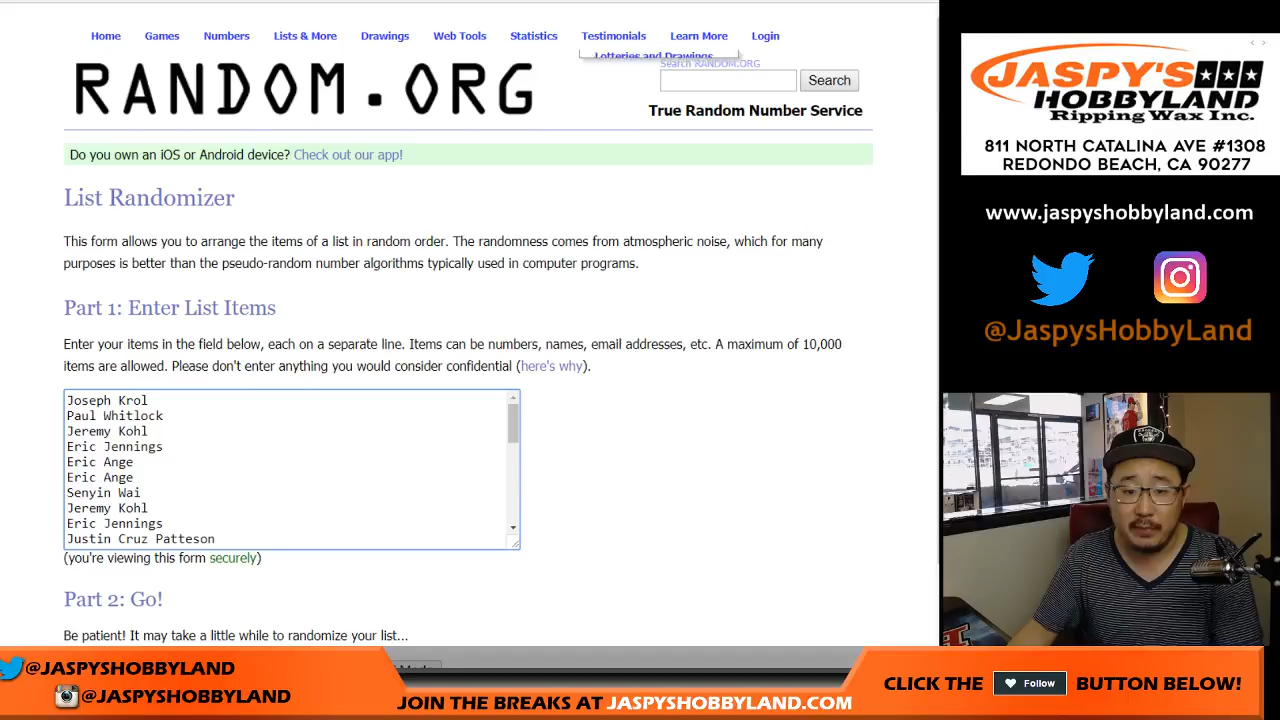 Home Games Numbers Lists & More Drawings Web Tools Statistics Testimonials Learn More Login
Lotteries and Drawings
RANDOM.ORG
Search RANDOM.ORG
Search
True Random Number Service
Do you own an iOS or Android device? Check out our app!
List Randomizer
This form allows you to arrange the items of a list in random order. The randomness comes from atmospheric noise, which for many
purposes is better than the pseudo-random number algorithms typically used in computer programs.
Part 1: Enter List Items
Enter your items in the field below, each on a separate line. Items can be numbers, names, email addresses, etc. A maximum of 10,000
items are allowed. Please don't enter anything you would consider confidential (here's why).
Joseph Krol
Paul Whitlock
Jeremy Kohl
Eric Jennings
Eric Ange
Eric Ange
Senyin Wai
Jeremy Kohl
Eric Jennings
Justin Cruz Patteson
(you're viewing this form securely)
Part 2: Go!
Be patient! It may take a little while to randomize your list...
JASPY'S
HOBBYLAND
Ripping Wax Inc.
811 NORTH CATALINA AVE #1308
REDONDO BEACH, CA 90277
www.jaspyshobbyland.com
@JaspysHobbyLand
@JASPYSHOBBYLAND
@JASPYSHOBBYLAND
JOIN THE BREAKS AT JASPYSHOBBYLAND.COM
CLICK THE Follow BUTTON BELOW!